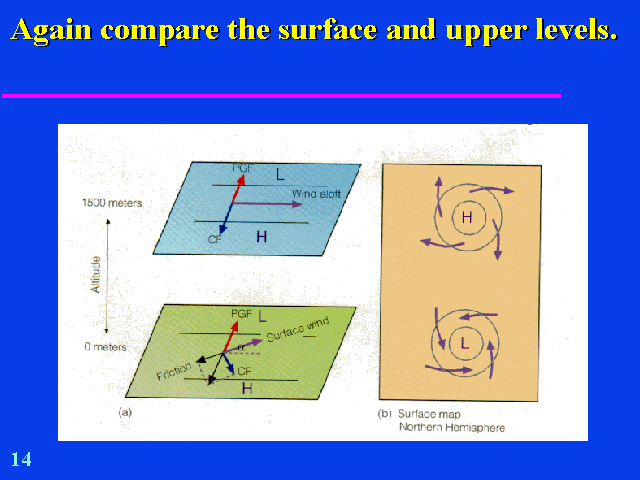 Again compare the surface and upper levels.
PGF
L
Wind aloft
1500 meters
CF
H
Altitude
PGF
L
Surface wind
0 meters
α
Friction
CF
H
(a)
H
L
(b) Surface map
Northern Hemisphere
14